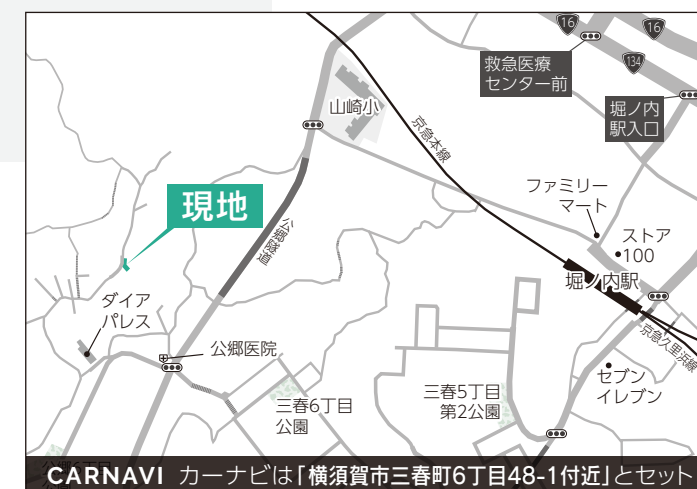 16
16
134
救急医療
センター前
堀ノ内
駅入口
山崎小
京急本線
ファミリー
マート
現地
公郷隧道
ストア
100
堀ノ内駅
ダイア
パレス
京急久里浜線
公郷医院
セブン
イレブン
三春5丁目
第2公園
三春6丁目
公園
CARNAVI カーナビは「横須賀市三春町6丁目48-1付近」とセット